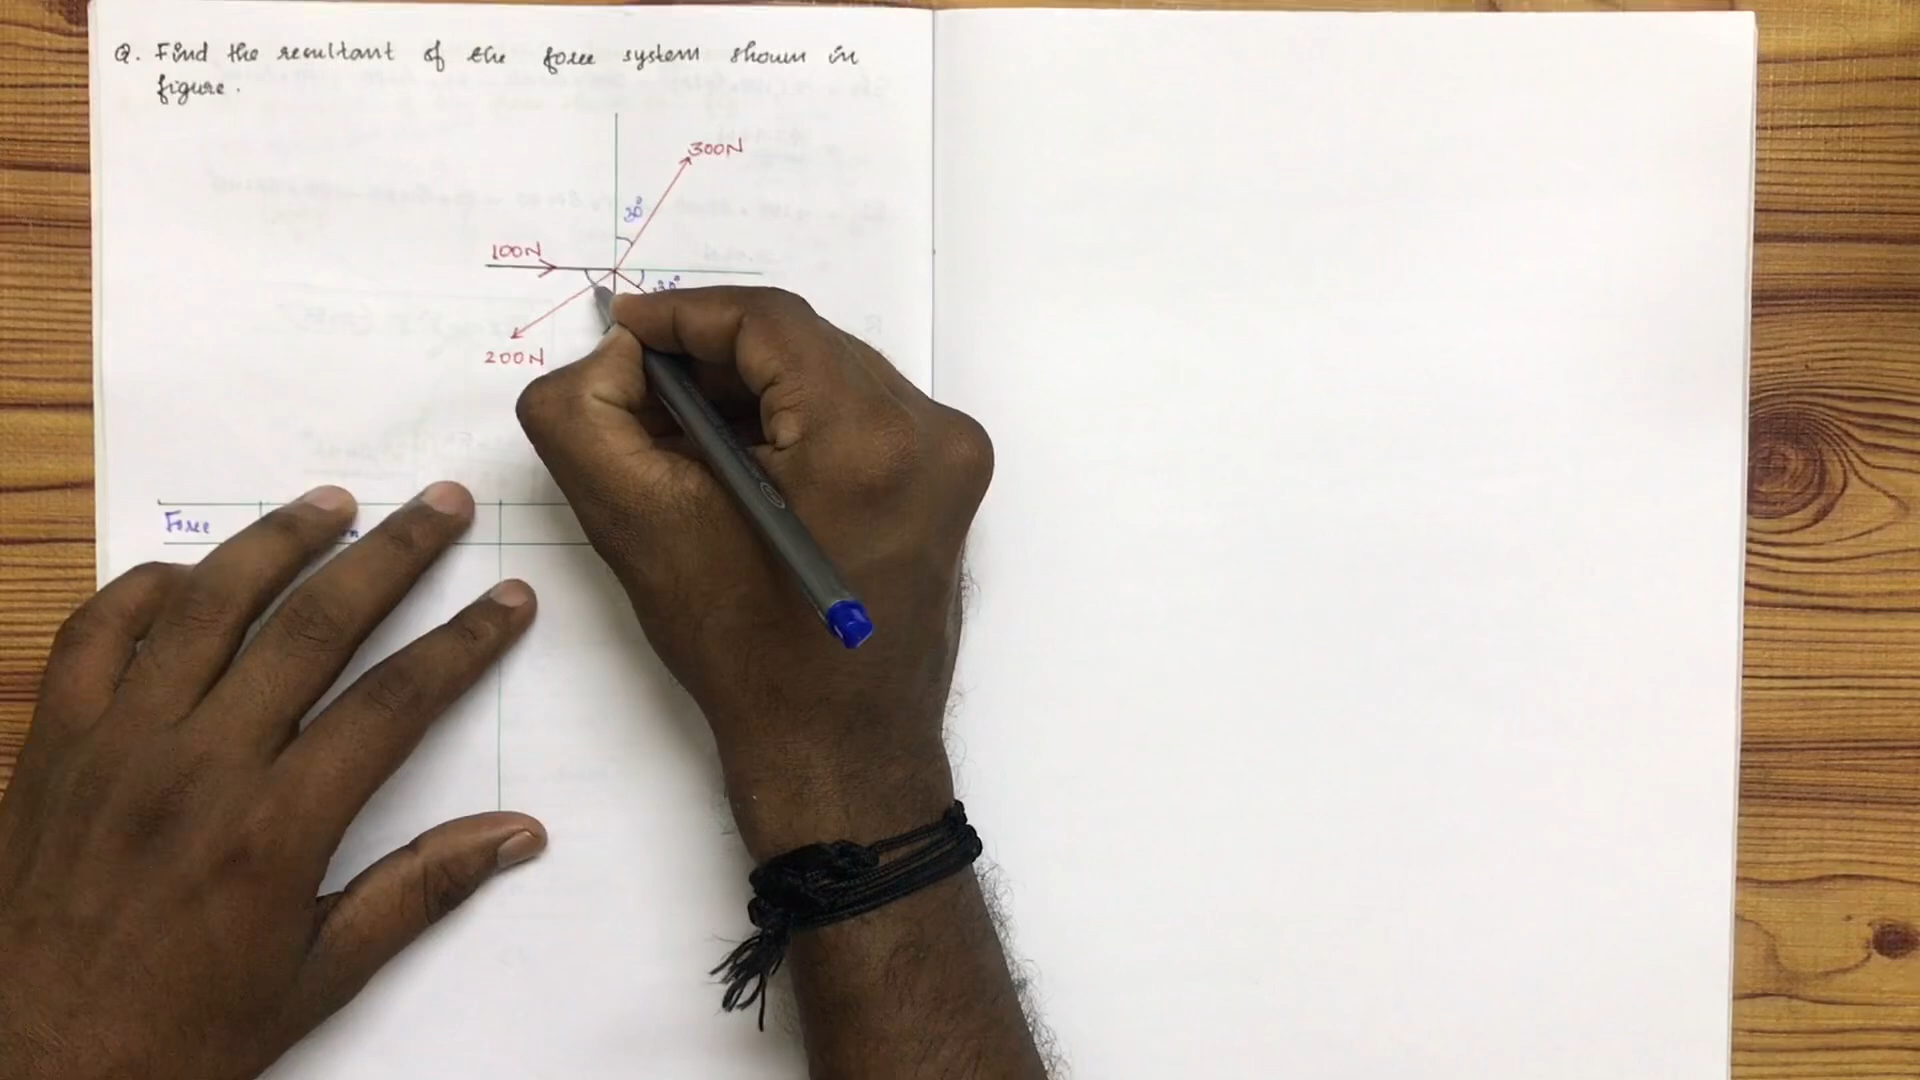 Q. Find the resultant of the force system shown in
figure.
300N
30°
100N
30°
200N
Force